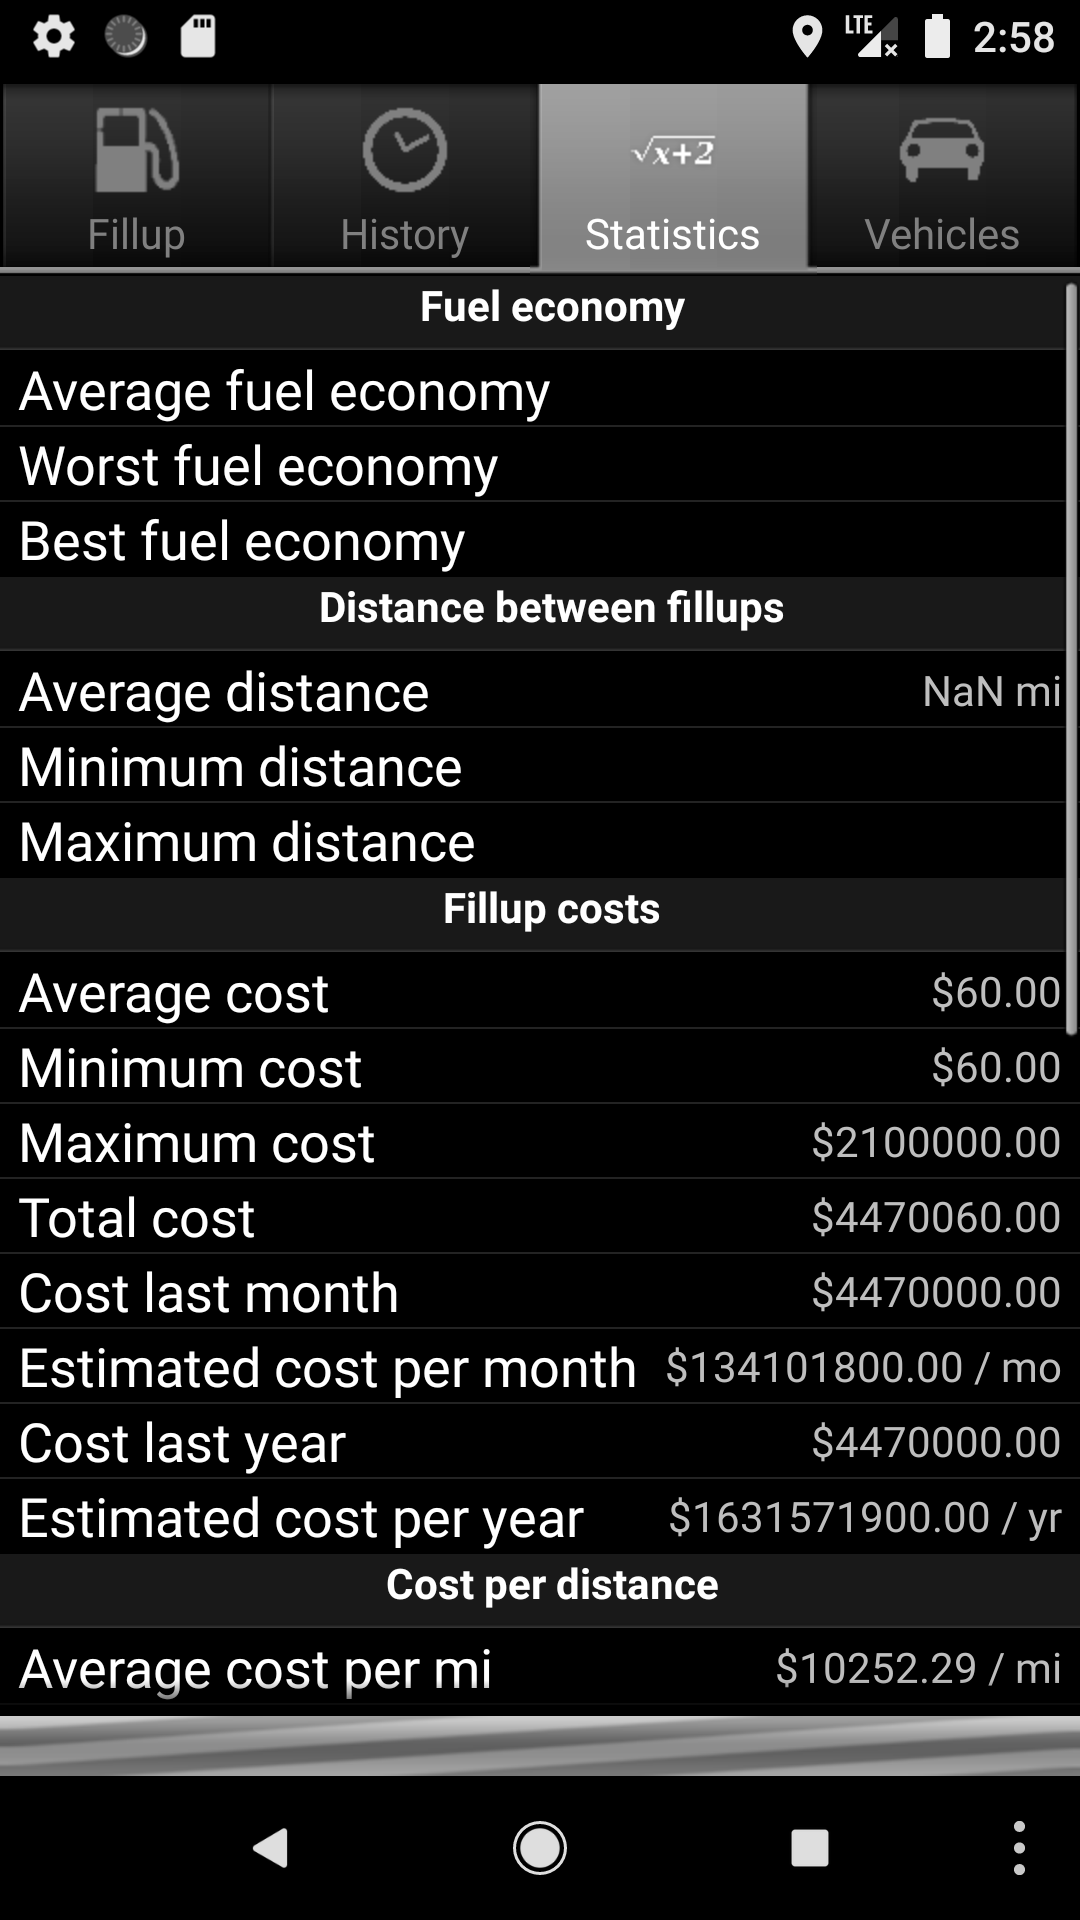 LTE 2:58
√x+2
Fillup History Statistics Vehicles
Fuel economy
Average fuel economy
Worst fuel economy
Best fuel economy
Distance between fillups
Average distance NaN mi
Minimum distance
Maximum distance
Fillup costs
Average cost $60.00
Minimum cost $60.00
Maximum cost $2100000.00
Total cost $4470060.00
Cost last month $4470000.00
Estimated cost per month $134101800.00 / mo
Cost last year $4470000.00
Estimated cost per year $1631571900.00 / yr
Cost per distance
Average cost per mi $10252.29 / mi